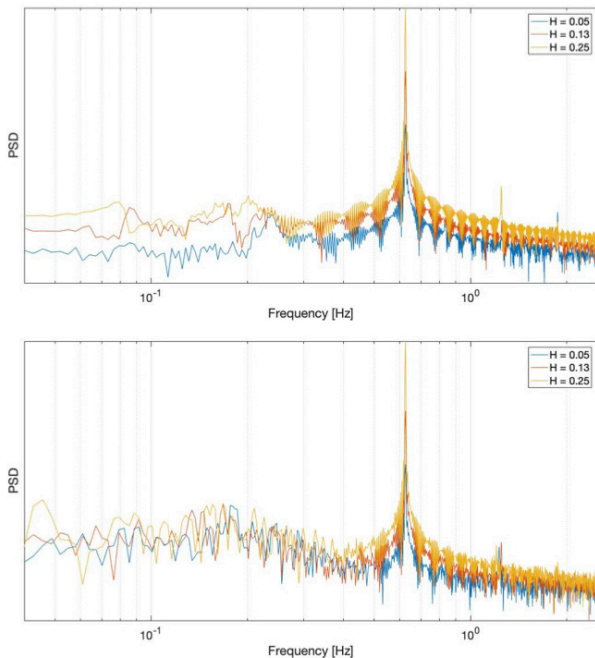 H = 0.05
H = 0.13
H = 0.25
PSD
10⁻¹ 10⁰
Frequency [Hz]
H = 0.05
H = 0.13
H = 0.25
PSD
10⁻¹ 10⁰
Frequency [Hz]